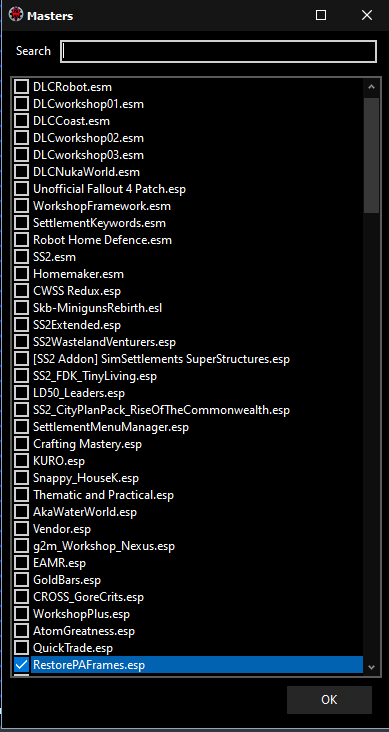 Masters
Search
DLCRobot.esm
DLCworkshop01.esm
DLCCoast.esm
DLCworkshop02.esm
DLCworkshop03.esm
DLCNukaWorld.esm
Unofficial Fallout 4 Patch.esp
WorkshopFramework.esm
SettlementKeywords.esm
Robot Home Defence.esm
SS2.esm
Homemaker.esm
CWSS Redux.esp
Skb-MinigunsRebirth.esl
SS2Extended.esp
SS2WastelandVenturers.esp
[SS2 Addon] SimSettlements SuperStructures.esp
SS2_FDK_TinyLiving.esp
LD50_Leaders.esp
SS2_CityPlanPack_RiseOfTheCommonwealth.esp
SettlementMenuManager.esp
Crafting Mastery.esp
KURO.esp
Snappy_HouseK.esp
Thematic and Practical.esp
AkaWaterWorld.esp
Vendor.esp
g2m_Workshop_Nexus.esp
EAMR.esp
GoldBars.esp
CROSS_GoreCrits.esp
WorkshopPlus.esp
AtomGreatness.esp
QuickTrade.esp
RestorePAFrames.esp
OK